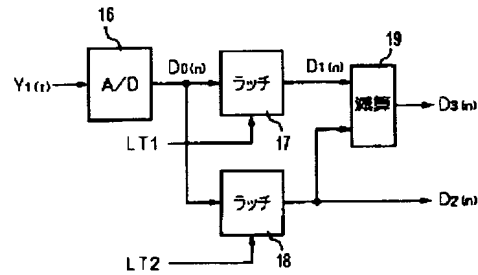 16
19
Y1(t)
A/D
D0(n)
ラッチ
D1(n)
減算
D3(n)
LT1
17
ラッチ
D2(n)
18
LT2